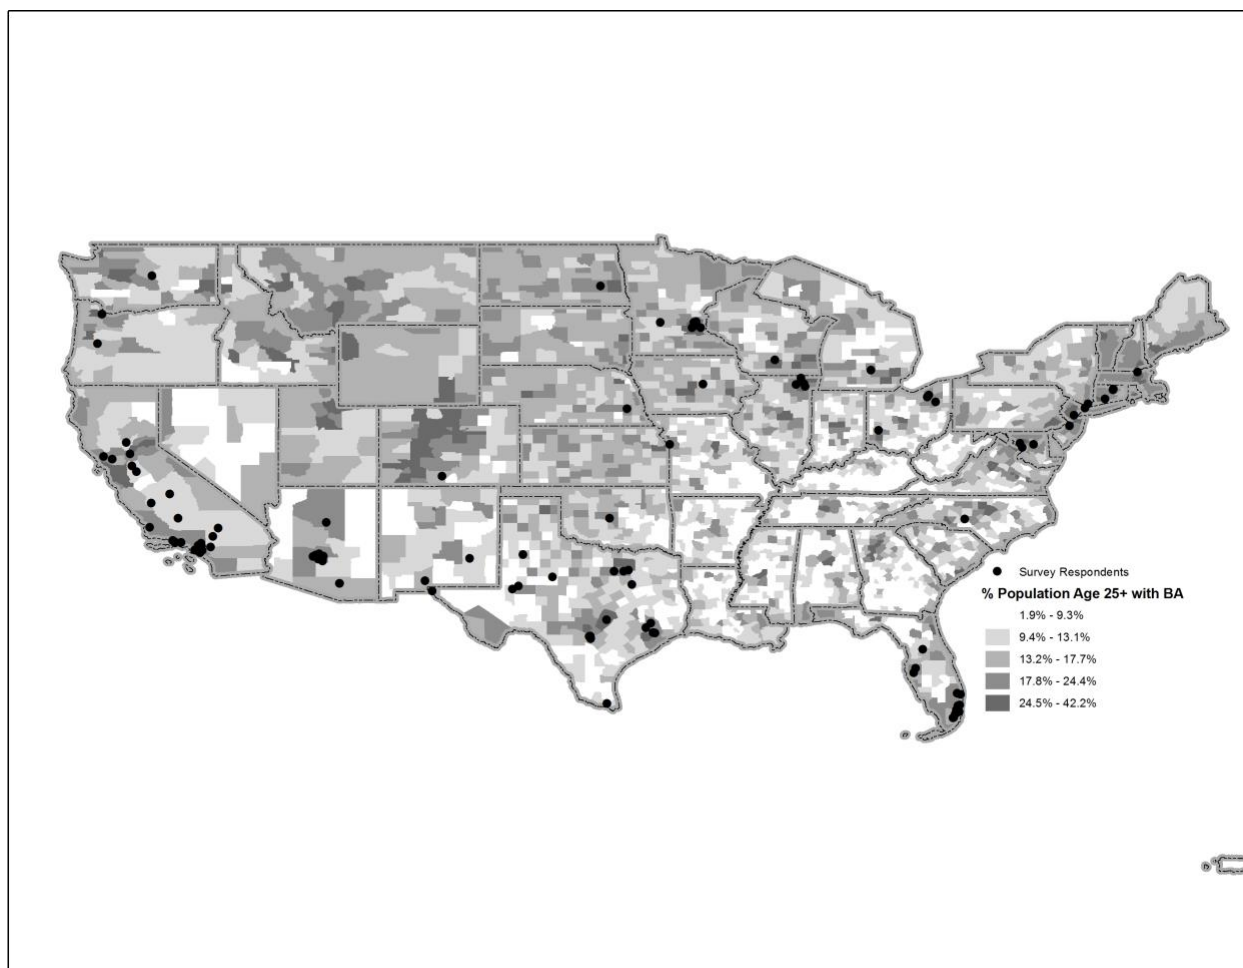 Survey Respondents
% Population Age 25+ with BA
1.9% - 9.3%
9.4% - 13.1%
13.2% - 17.7%
17.8% - 24.4%
24.5% - 42.2%